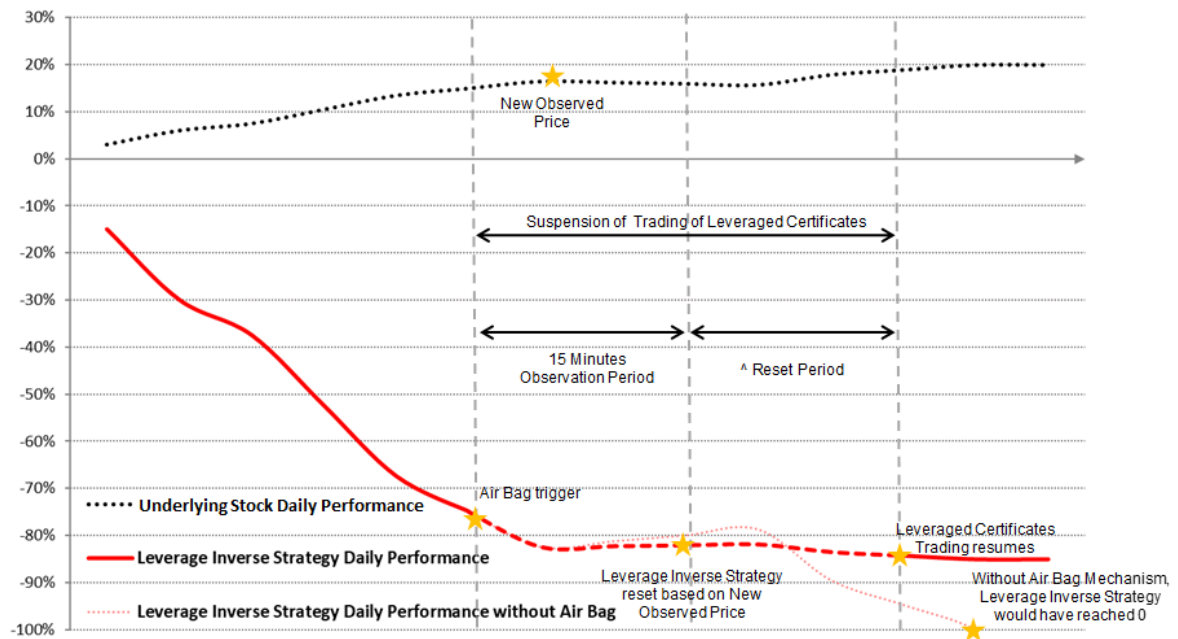 30%
20%
10%
0%
-10%
-20%
-30%
-40%
-50%
-60%
-70%
-80%
-90%
-100%
New Observed
Price
Suspension of Trading of Leveraged Certificates
15 Minutes
Observation Period
^ Reset Period
Air Bag trigger
Underlying Stock Daily Performance
Leverage Inverse Strategy Daily Performance
Leverage Inverse Strategy Daily Performance without Air Bag
Leverage Inverse Strategy
reset based on New
Observed Price
Leveraged Certificates
Trading resumes
Without Air Bag Mechanism,
Leverage Inverse Strategy
would have reached 0